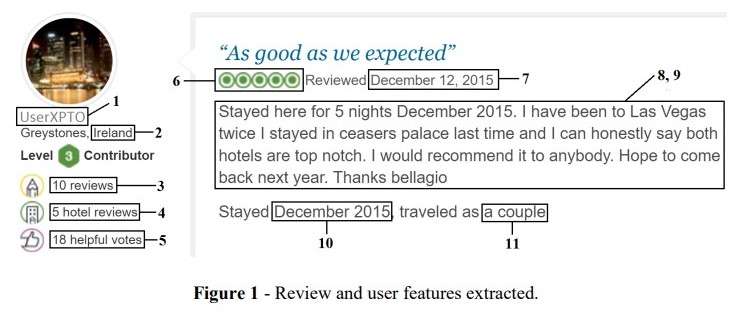 "As good as we expected"
8, 9
6 Reviewed December 12, 2015 7
1
UserXPTO
Greystones, Ireland 2
Level 3 Contributor
10 reviews 3
5 hotel reviews 4
18 helpful votes 5
Stayed here for 5 nights December 2015. I have been to Las Vegas
twice I stayed in ceasers palace last time and I can honestly say both
hotels are top notch. I would recommend it to anybody. Hope to come
back next year. Thanks bellagio
Stayed December 2015, traveled as a couple
10 11
Figure 1 - Review and user features extracted.